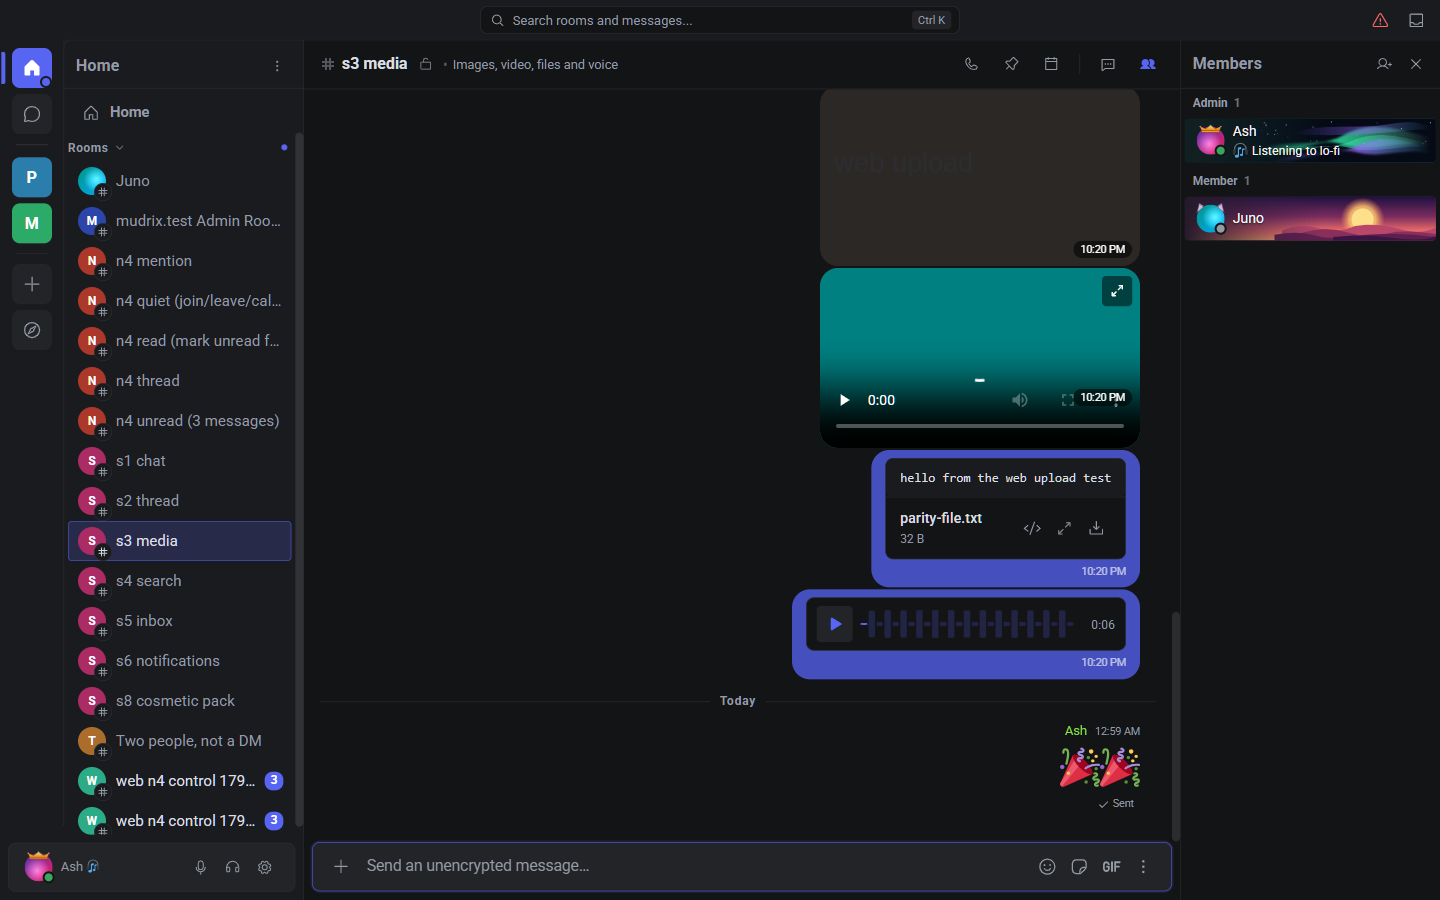 Search rooms and messages...
Ctrl K
Home
Home
Rooms
P
M
Juno
M
mudrix.test Admin Roo...
N
n4 mention
N
n4 quiet (join/leave/cal...
N
n4 read (mark unread f...
N
n4 thread
N
n4 unread (3 messages)
S
s1 chat
S
s2 thread
S
s3 media
S
s4 search
S
s5 inbox
S
s6 notifications
S
s8 cosmetic pack
T
Two people, not a DM
W
web n4 control 179...
3
W
web n4 control 179...
3
Ash
s3 media
Images, video, files and voice
web upload
10:20 PM
0:00
10:20 PM
hello from the web upload test
parity-file.txt
32 B
10:20 PM
0:06
10:20 PM
Today
Ash 12:59 AM
Sent
Send an unencrypted message...
GIF
Members
Admin 1
Ash
Listening to lo-fi
Member 1
Juno